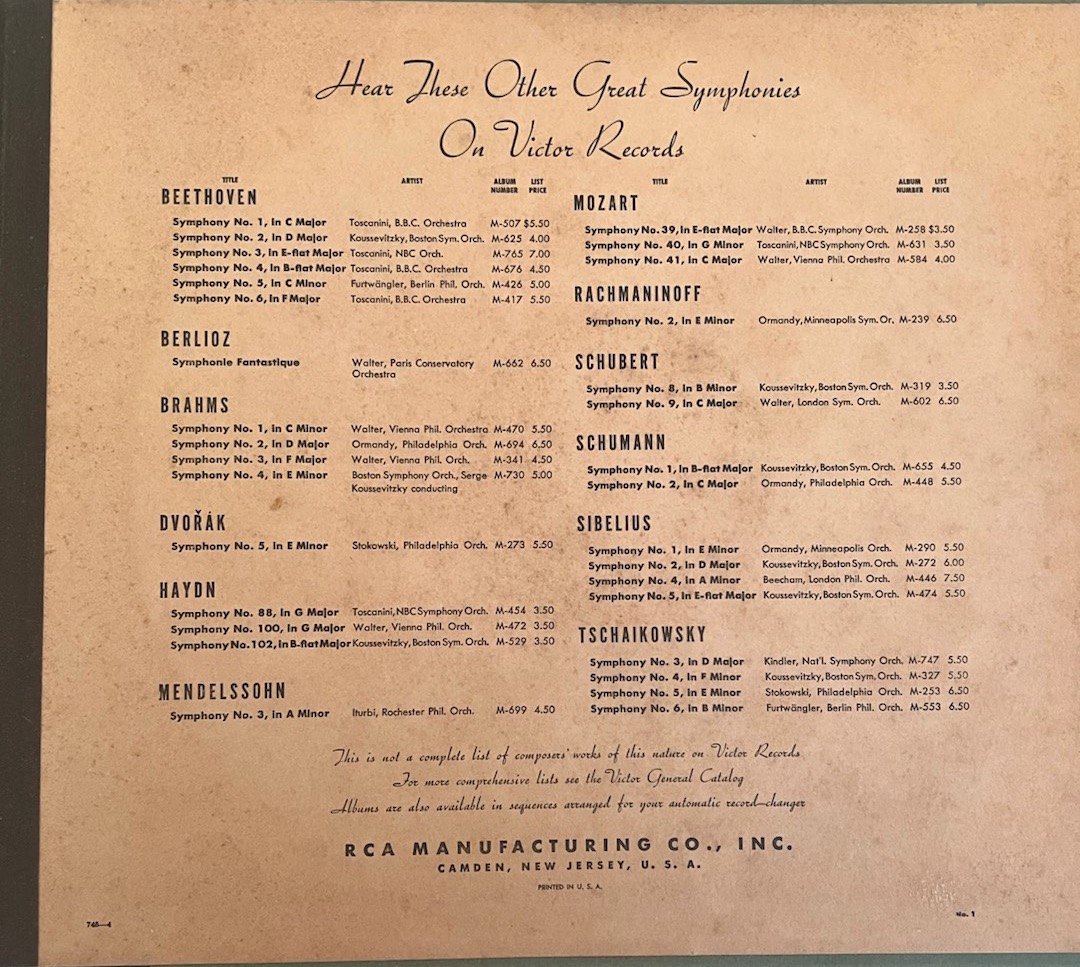 Hear These Other Great Symphonies
On Victor Records
TITLE ARTIST ALBUM NUMBER LIST PRICE
BEETHOVEN
Symphony No. 1, in C Major Toscanini, B.B.C. Orchestra M-507 $5.50
Symphony No. 2, in D Major Koussevitzky, Boston Sym. Orch. M-625 4.00
Symphony No. 3, in E-flat Major Toscanini, NBC Orch. M-765 7.00
Symphony No. 4, in B-flat Major Toscanini, B.B.C. Orchestra M-676 4.50
Symphony No. 5, in C Minor Furtwängler, Berlin Phil. Orch. M-426 5.00
Symphony No. 6, in F Major Toscanini, B.B.C. Orchestra M-417 5.50
BERLIOZ
Symphonie Fantastique Walter, Paris Conservatory M-662 6.50
Orchestra
BRAHMS
Symphony No. 1, in C Minor Walter, Vienna Phil. Orchestra M-470 5.50
Symphony No. 2, in D Major Ormandy, Philadelphia Orch. M-694 6.50
Symphony No. 3, in F Major Walter, Vienna Phil. Orch. M-341 4.50
Symphony No. 4, in E Minor Boston Symphony Orch., Serge M-730 5.00
Koussevitzky conducting
DVOŘÁK
Symphony No. 5, in E Minor Stokowski, Philadelphia Orch. M-273 5.50
HAYDN
Symphony No. 88, in G Major Toscanini, NBC Symphony Orch. M-454 3.50
Symphony No. 100, in G Major Walter, Vienna Phil. Orch. M-472 3.50
Symphony No. 102, in B-flat Major Koussevitzky, Boston Sym. Orch. M-529 3.50
MENDELSSOHN
Symphony No. 3, in A Minor Iturbi, Rochester Phil. Orch. M-699 4.50
TITLE ARTIST ALBUM NUMBER LIST PRICE
MOZART
Symphony No. 39, in E-flat Major Walter, B.B.C. Symphony Orch. M-258 $3.50
Symphony No. 40, in G Minor Toscanini, NBC Symphony Orch. M-631 3.50
Symphony No. 41, in C Major Walter, Vienna Phil. Orchestra M-584 4.00
RACHMANINOFF
Symphony No. 2, in E Minor Ormandy, Minneapolis Sym. Or. M-239 6.50
SCHUBERT
Symphony No. 8, in B Minor Koussevitzky, Boston Sym. Orch. M-319 3.50
Symphony No. 9, in C Major Walter, London Sym. Orch. M-602 6.50
SCHUMANN
Symphony No. 1, in B-flat Major Koussevitzky, Boston Sym. Orch. M-655 4.50
Symphony No. 2, in C Major Ormandy, Philadelphia Orch. M-448 5.50
SIBELIUS
Symphony No. 1, in E Minor Ormandy, Minneapolis Orch. M-290 5.50
Symphony No. 2, in D Major Koussevitzky, Boston Sym. Orch. M-272 6.00
Symphony No. 4, in A Minor Beecham, London Phil. Orch. M-446 7.50
Symphony No. 5, in E-flat Major Koussevitzky, Boston Sym. Orch. M-474 5.50
TSCHAIKOWSKY
Symphony No. 3, in D Major Kindler, Nat'l. Symphony Orch. M-747 5.50
Symphony No. 4, in F Minor Koussevitzky, Boston Sym. Orch. M-327 5.50
Symphony No. 5, in E Minor Stokowski, Philadelphia Orch. M-253 6.50
Symphony No. 6, in B Minor Furtwängler, Berlin Phil. Orch. M-553 6.50
This is not a complete list of composers' works of this nature on Victor Records
For more comprehensive lists see the Victor General Catalog
Albums are also available in sequences arranged for your automatic record-changer
RCA MANUFACTURING CO., INC.
CAMDEN, NEW JERSEY, U. S. A.
PRINTED IN U. S. A.
748—4 No. 1